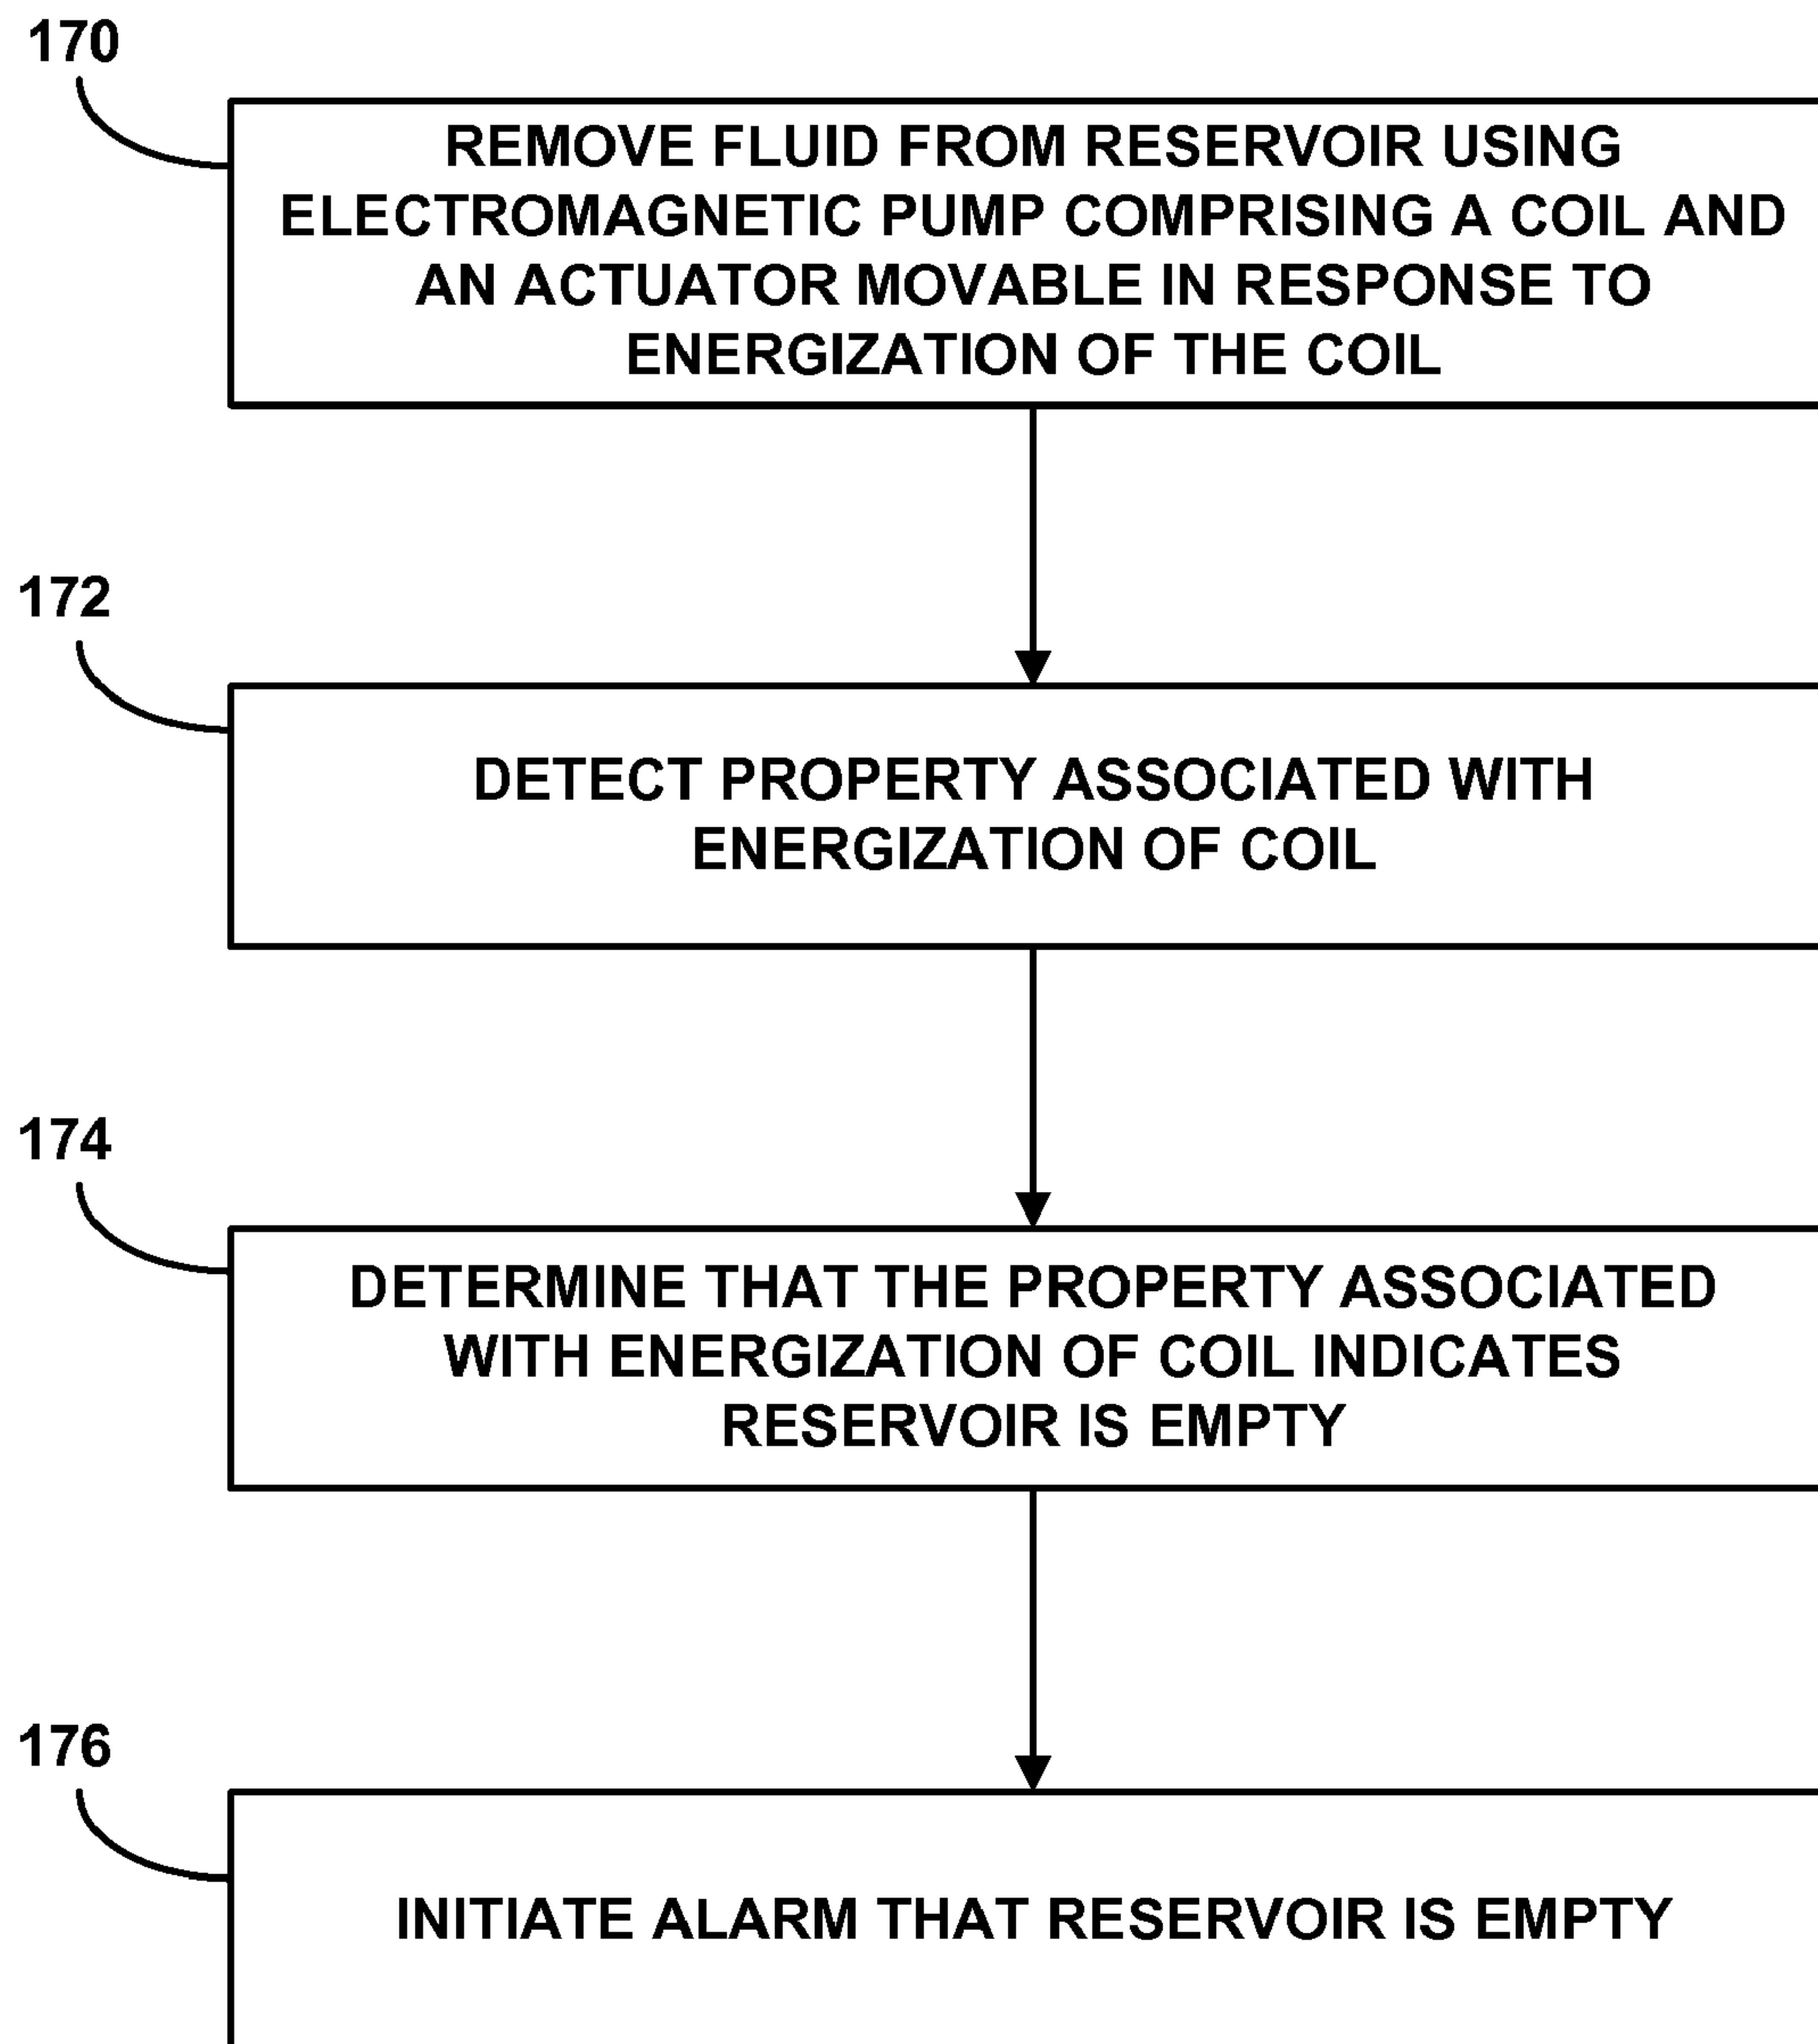 170
REMOVE FLUID FROM RESERVOIR USING
ELECTROMAGNETIC PUMP COMPRISING A COIL AND
AN ACTUATOR MOVABLE IN RESPONSE TO
ENERGIZATION OF THE COIL
172
DETECT PROPERTY ASSOCIATED WITH
ENERGIZATION OF COIL
174
DETERMINE THAT THE PROPERTY ASSOCIATED
WITH ENERGIZATION OF COIL INDICATES
RESERVOIR IS EMPTY
176
INITIATE ALARM THAT RESERVOIR IS EMPTY